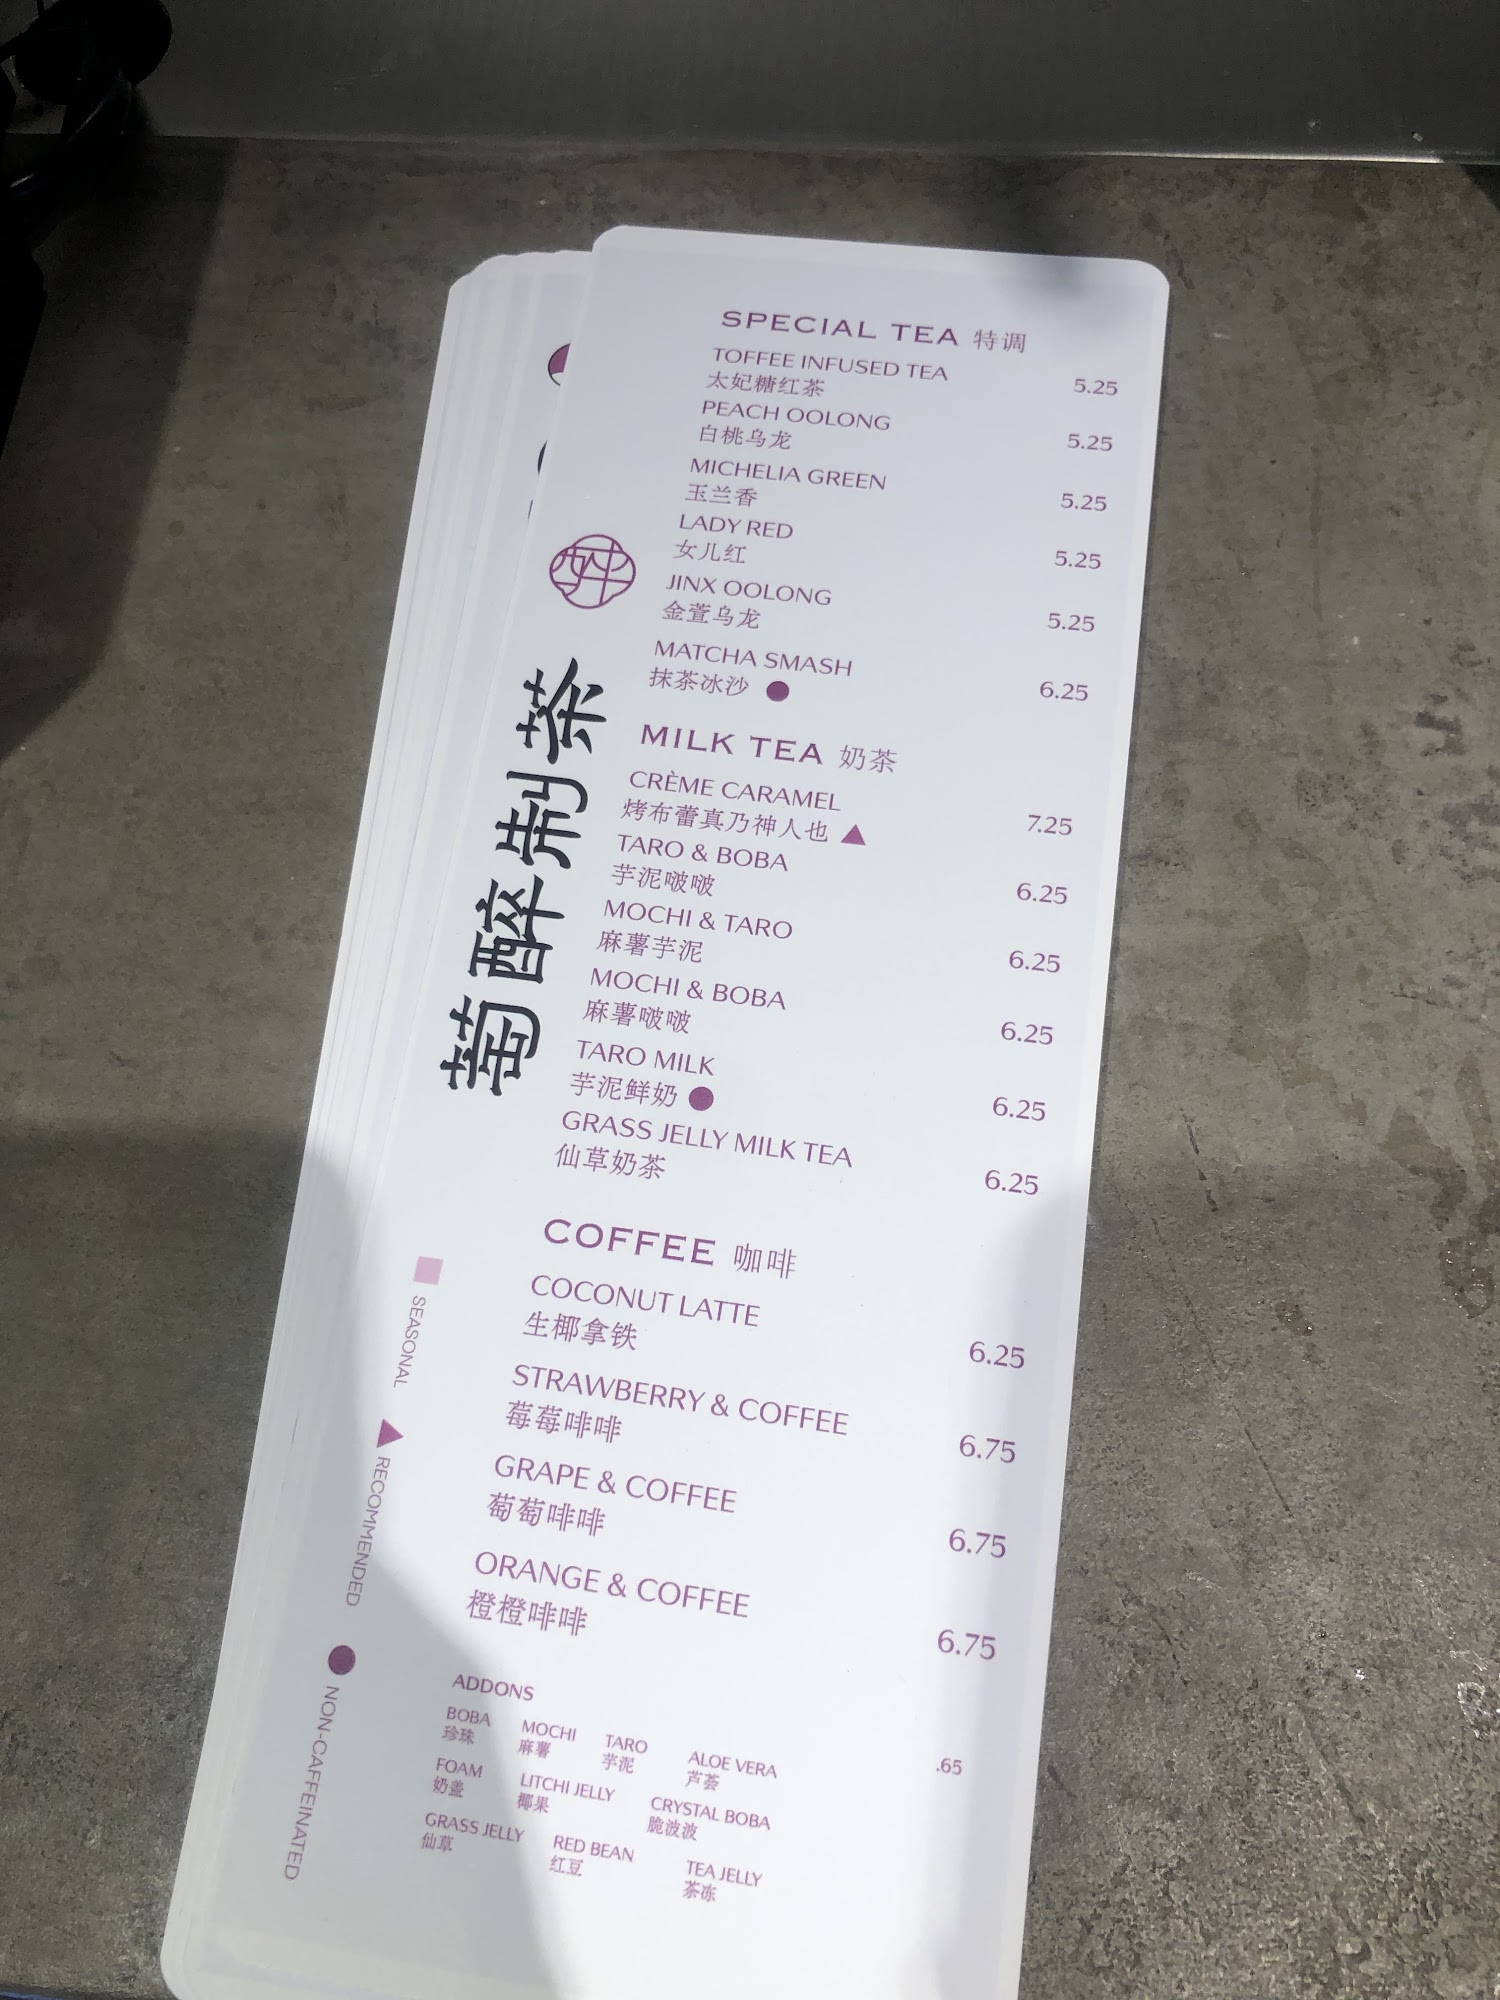 SPECIAL TEA 特调
TOFFEE INFUSED TEA 5.25
太妃糖红茶
PEACH OOLONG 5.25
白桃乌龙
MICHELIA GREEN 5.25
玉兰香
LADY RED 5.25
女儿红
JINX OOLONG 5.25
金萱乌龙
MATCHA SMASH 6.25
抹茶冰沙
MILK TEA 奶茶
CRÈME CARAMEL 7.25
烤布蕾真乃神人也
TARO & BOBA 6.25
芋泥啵啵
MOCHI & TARO 6.25
麻薯芋泥
MOCHI & BOBA 6.25
麻薯啵啵
TARO MILK 6.25
芋泥鲜奶
GRASS JELLY MILK TEA 6.25
仙草奶茶
COFFEE 咖啡
COCONUT LATTE 6.25
生椰拿铁
STRAWBERRY & COFFEE 6.75
莓莓啡啡
GRAPE & COFFEE 6.75
萄萄啡啡
ORANGE & COFFEE 6.75
橙橙啡啡
ADDONS
BOBA MOCHI TARO ALOE VERA .65
珍珠 麻薯 芋泥 芦荟
FOAM LITCHI JELLY CRYSTAL BOBA
奶盖 椰果 脆波波
GRASS JELLY RED BEAN TEA JELLY
仙草 红豆 茶冻
醉
萄醉荆茶
SEASONAL
RECOMMENDED
NON-CAFFEINATED